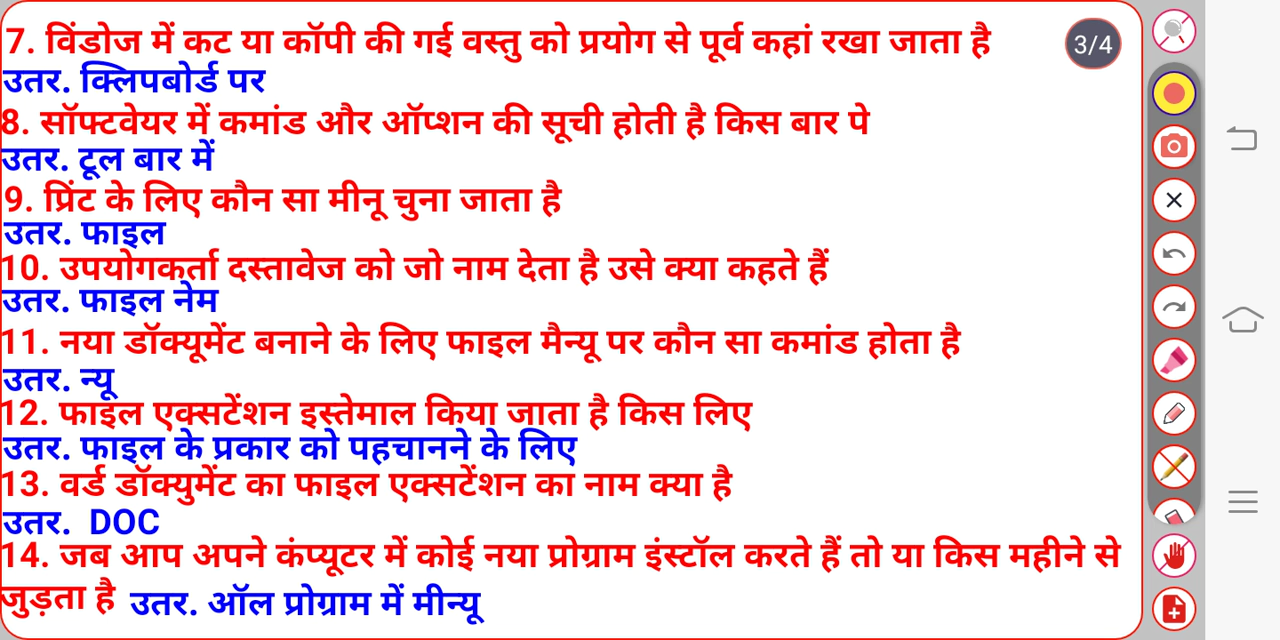 7. विंडोज में कट या कॉपी की गई वस्तु को प्रयोग से पूर्व कहां रखा जाता है
3/4
उतर. क्लिपबोर्ड पर
8. सॉफ्टवेयर में कमांड और ऑप्शन की सूची होती है किस बार पे
उतर. टूल बार में
9. प्रिंट के लिए कौन सा मीनू चुना जाता है
उतर. फाइल
10. उपयोगकर्ता दस्तावेज को जो नाम देता है उसे क्या कहते हैं
उतर. फाइल नेम
11. नया डॉक्यूमेंट बनाने के लिए फाइल मैन्यू पर कौन सा कमांड होता है
उतर. न्यू
12. फाइल एक्सटेंशन इस्तेमाल किया जाता है किस लिए
उतर. फाइल के प्रकार को पहचानने के लिए
13. वर्ड डॉक्युमेंट का फाइल एक्सटेंशन का नाम क्या है
उतर. DOC
14. जब आप अपने कंप्यूटर में कोई नया प्रोग्राम इंस्टॉल करते हैं तो या किस महीने से
जुड़ता है उतर. ऑल प्रोग्राम में मीन्यू